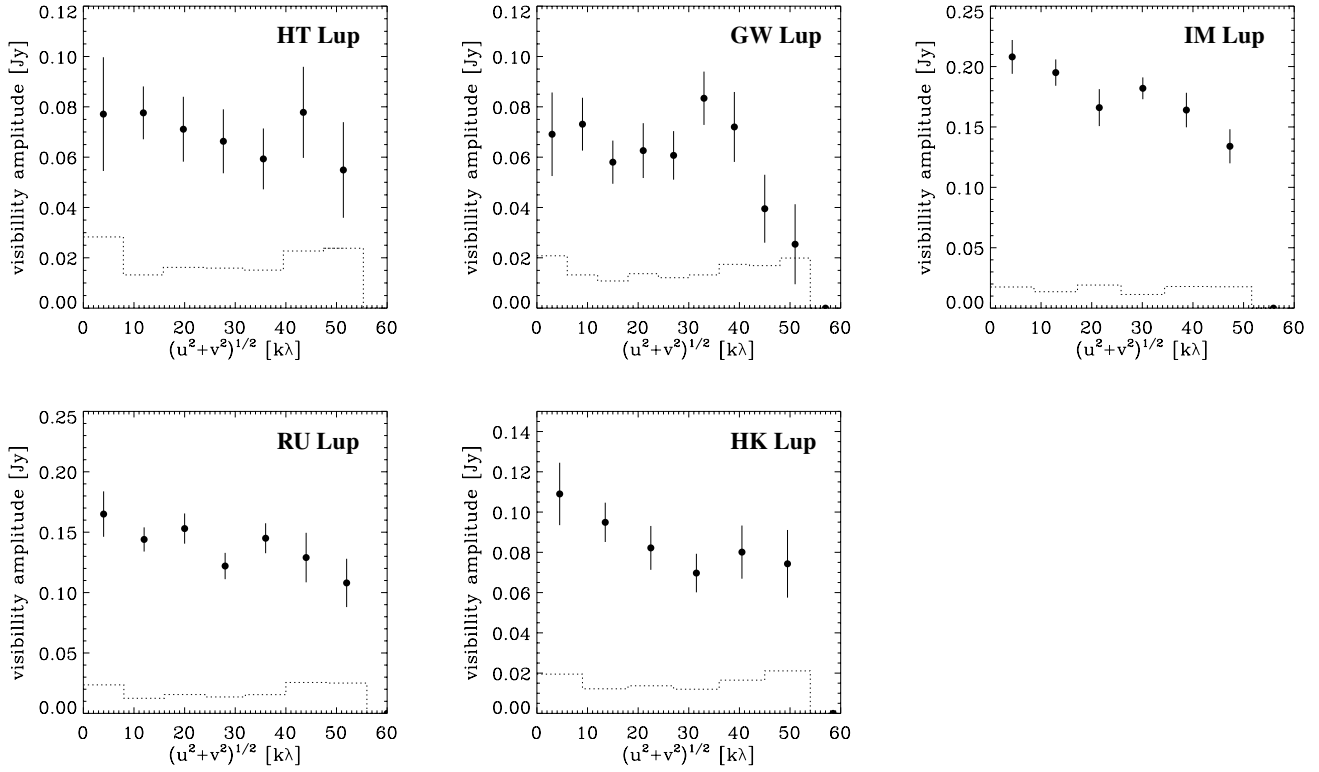 HT Lup
visibillity amplitude [Jy]
0.12
0.10
0.08
0.06
0.04
0.02
0.00
0 10 20 30 40 50 60
(u²+v²)^1/2 [kλ]
GW Lup
visibillity amplitude [Jy]
0.12
0.10
0.08
0.06
0.04
0.02
0.00
0 10 20 30 40 50 60
(u²+v²)^1/2 [kλ]
IM Lup
visibillity amplitude [Jy]
0.25
0.20
0.15
0.10
0.05
0.00
0 10 20 30 40 50 60
(u²+v²)^1/2 [kλ]
RU Lup
visibillity amplitude [Jy]
0.25
0.20
0.15
0.10
0.05
0.00
0 10 20 30 40 50 60
(u²+v²)^1/2 [kλ]
HK Lup
visibillity amplitude [Jy]
0.14
0.12
0.10
0.08
0.06
0.04
0.02
0.00
0 10 20 30 40 50 60
(u²+v²)^1/2 [kλ]